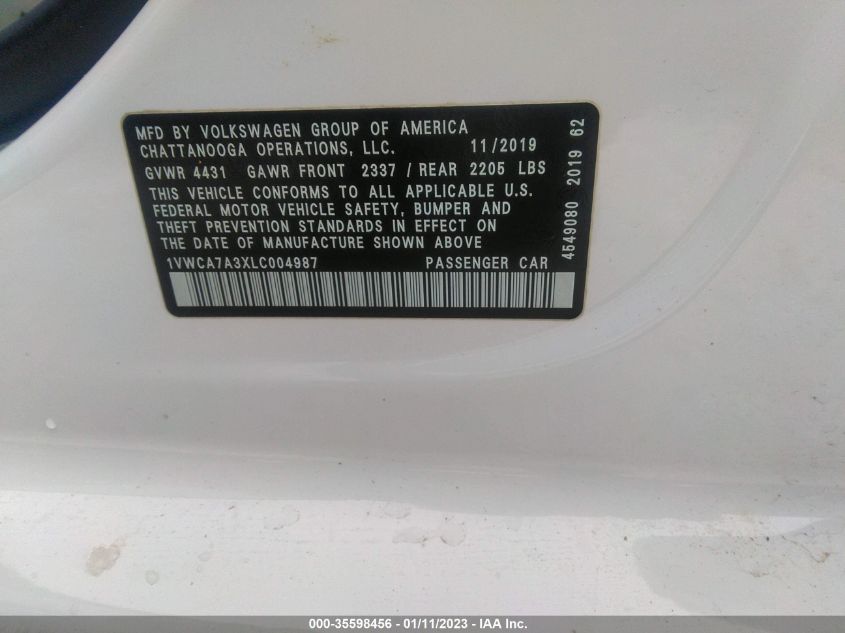 MFD BY VOLKSWAGEN GROUP OF AMERICA
CHATTANOOGA OPERATIONS, LLC. 11/2019
GVWR 4431 GAWR FRONT 2337 / REAR 2205 LBS
THIS VEHICLE CONFORMS TO ALL APPLICABLE U.S.
FEDERAL MOTOR VEHICLE SAFETY, BUMPER AND
THEFT PREVENTION STANDARDS IN EFFECT ON
THE DATE OF MANUFACTURE SHOWN ABOVE
1VWCA7A3XLC004987 PASSENGER CAR
4549080 2019 62
000-35598456 - 01/11/2023 - IAA Inc.